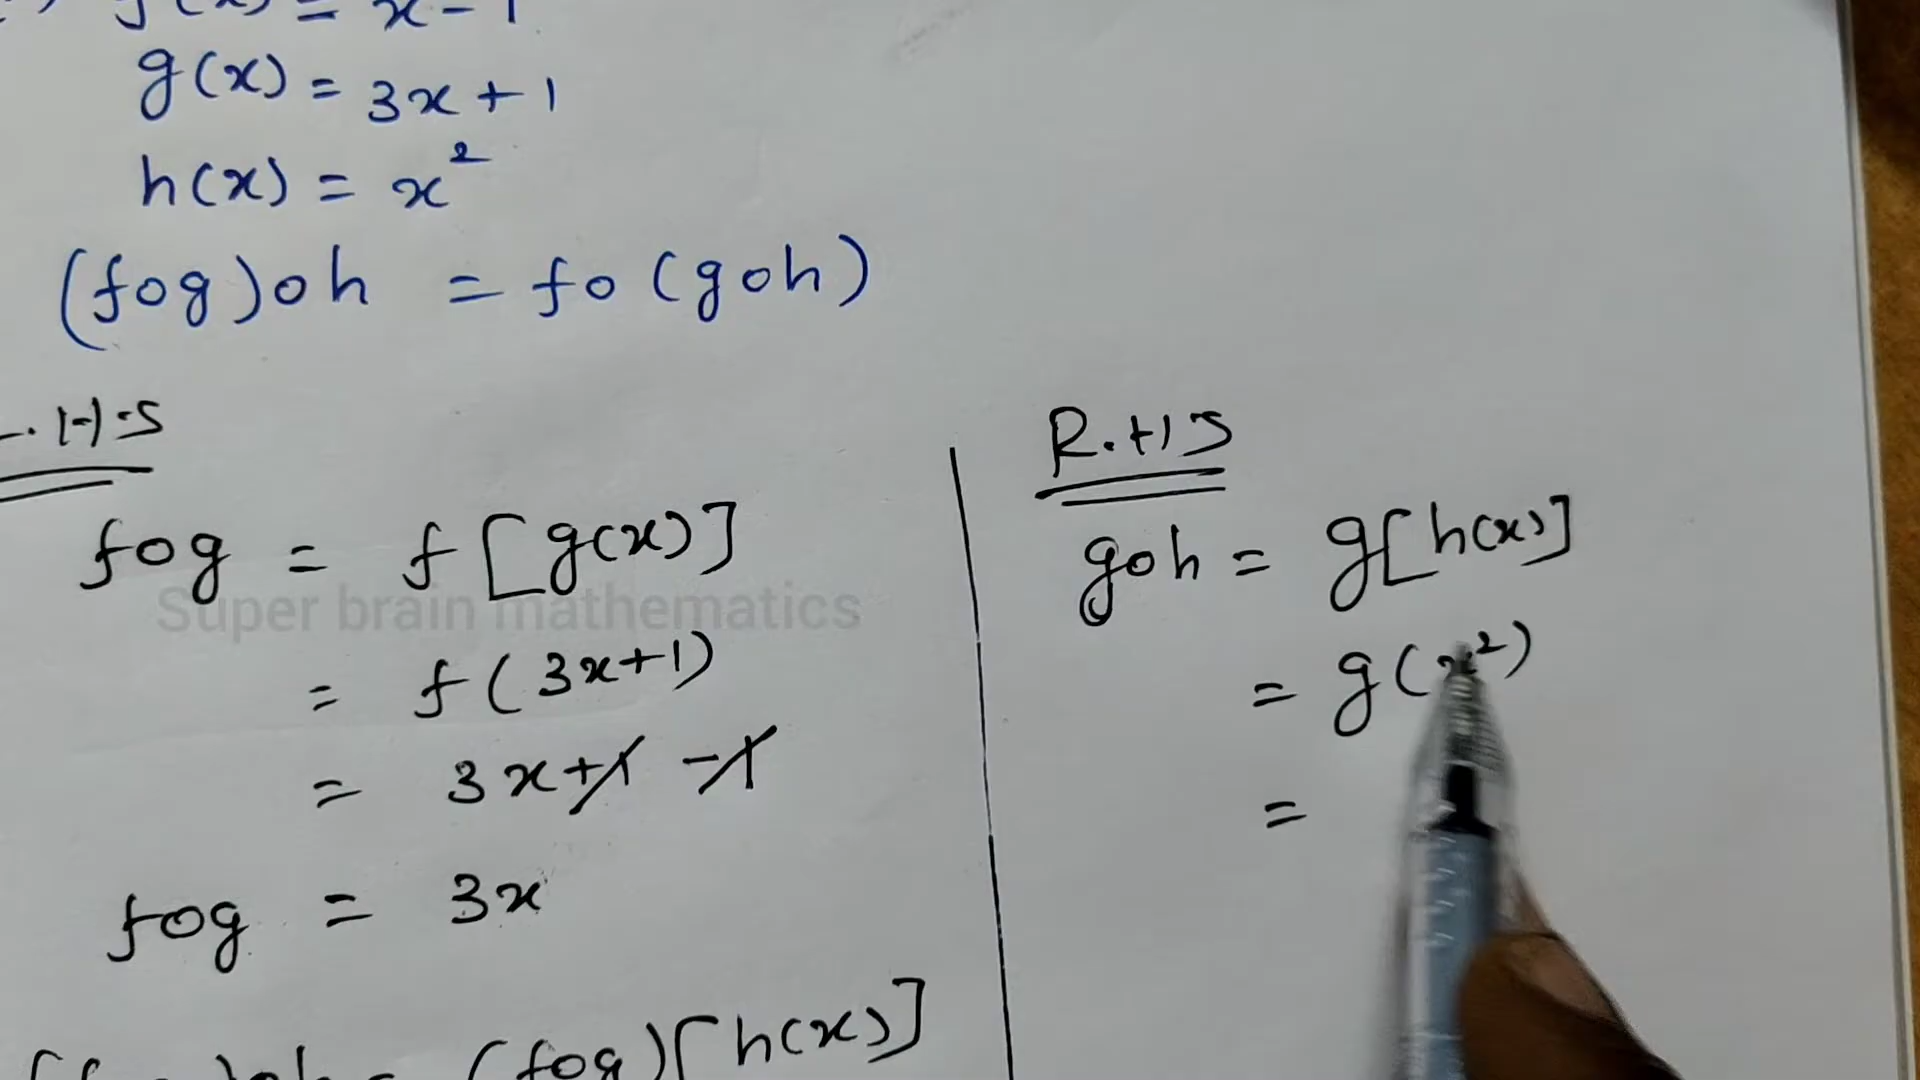 f(x) = x - 1
g(x) = 3x + 1
h(x) = x²
(fog)oh = fo(goh)
L.H.S
fog = f[g(x)]
= f(3x+1)
= 3x+1 -1
fog = 3x
(fog)[h(x)]
R.H.S
goh = g[h(x)]
= g(x²)
=
Super brain mathematics